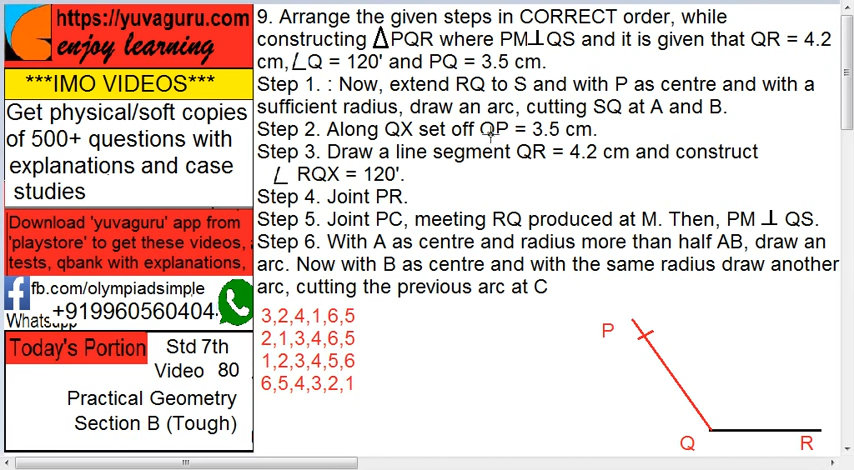 https://yuvaguru.com
enjoy learning
***IMO VIDEOS***
Get physical/soft copies
of 500+ questions with
explanations and case
studies
Download 'yuvaguru' app from
'playstore' to get these videos,
tests, qbank with explanations,
fb.com/olympiadsimple
+919960560404
Whatsupp
Today's Portion
Std 7th
Video 80
Practical Geometry
Section B (Tough)
9. Arrange the given steps in CORRECT order, while
constructing ΔPQR where PM⊥QS and it is given that QR = 4.2
cm,∠Q = 120' and PQ = 3.5 cm.
Step 1. : Now, extend RQ to S and with P as centre and with a
sufficient radius, draw an arc, cutting SQ at A and B.
Step 2. Along QX set off QP = 3.5 cm.
Step 3. Draw a line segment QR = 4.2 cm and construct
∠ RQX = 120'.
Step 4. Joint PR.
Step 5. Joint PC, meeting RQ produced at M. Then, PM ⊥ QS.
Step 6. With A as centre and radius more than half AB, draw an
arc. Now with B as centre and with the same radius draw another
arc, cutting the previous arc at C
3,2,4,1,6,5
2,1,3,4,6,5
1,2,3,4,5,6
6,5,4,3,2,1
P
Q
R